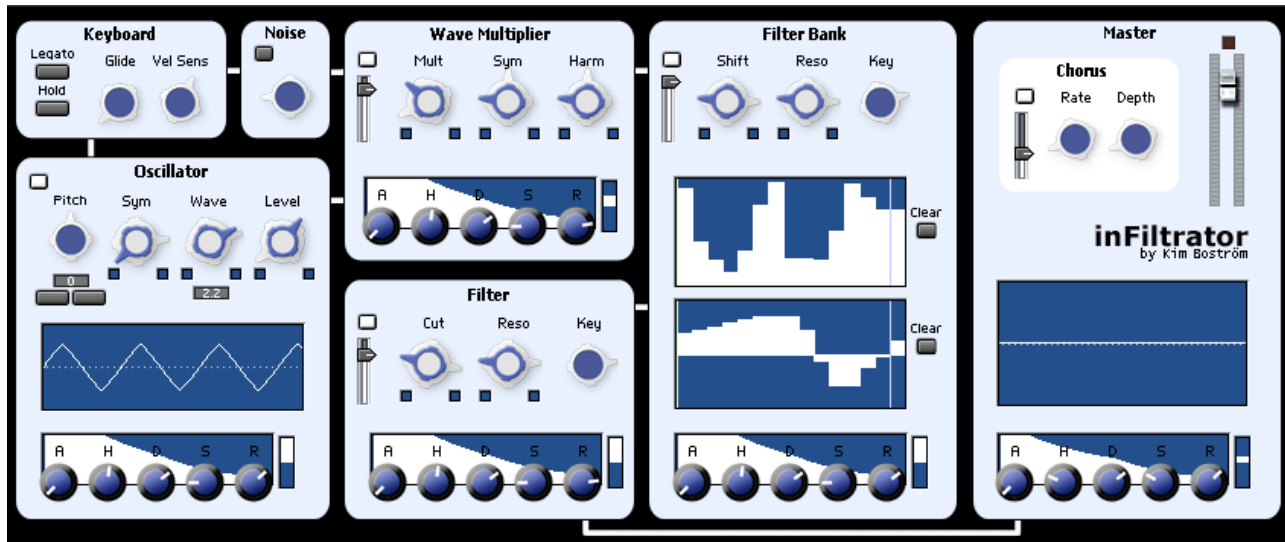 Keyboard
Legato
Glide
Vel Sens
Hold
Noise
Wave Multiplier
Mult
Sym
Harm
A H D S R
Filter Bank
Shift
Reso
Key
Clear
Clear
A H D S R
Master
Chorus
Rate
Depth
inFiltrator
by Kim Boström
A H D S R
Oscillator
Pitch
Sym
Wave
Level
0
2.2
A H D S R
Filter
Cut
Reso
Key
A H D S R